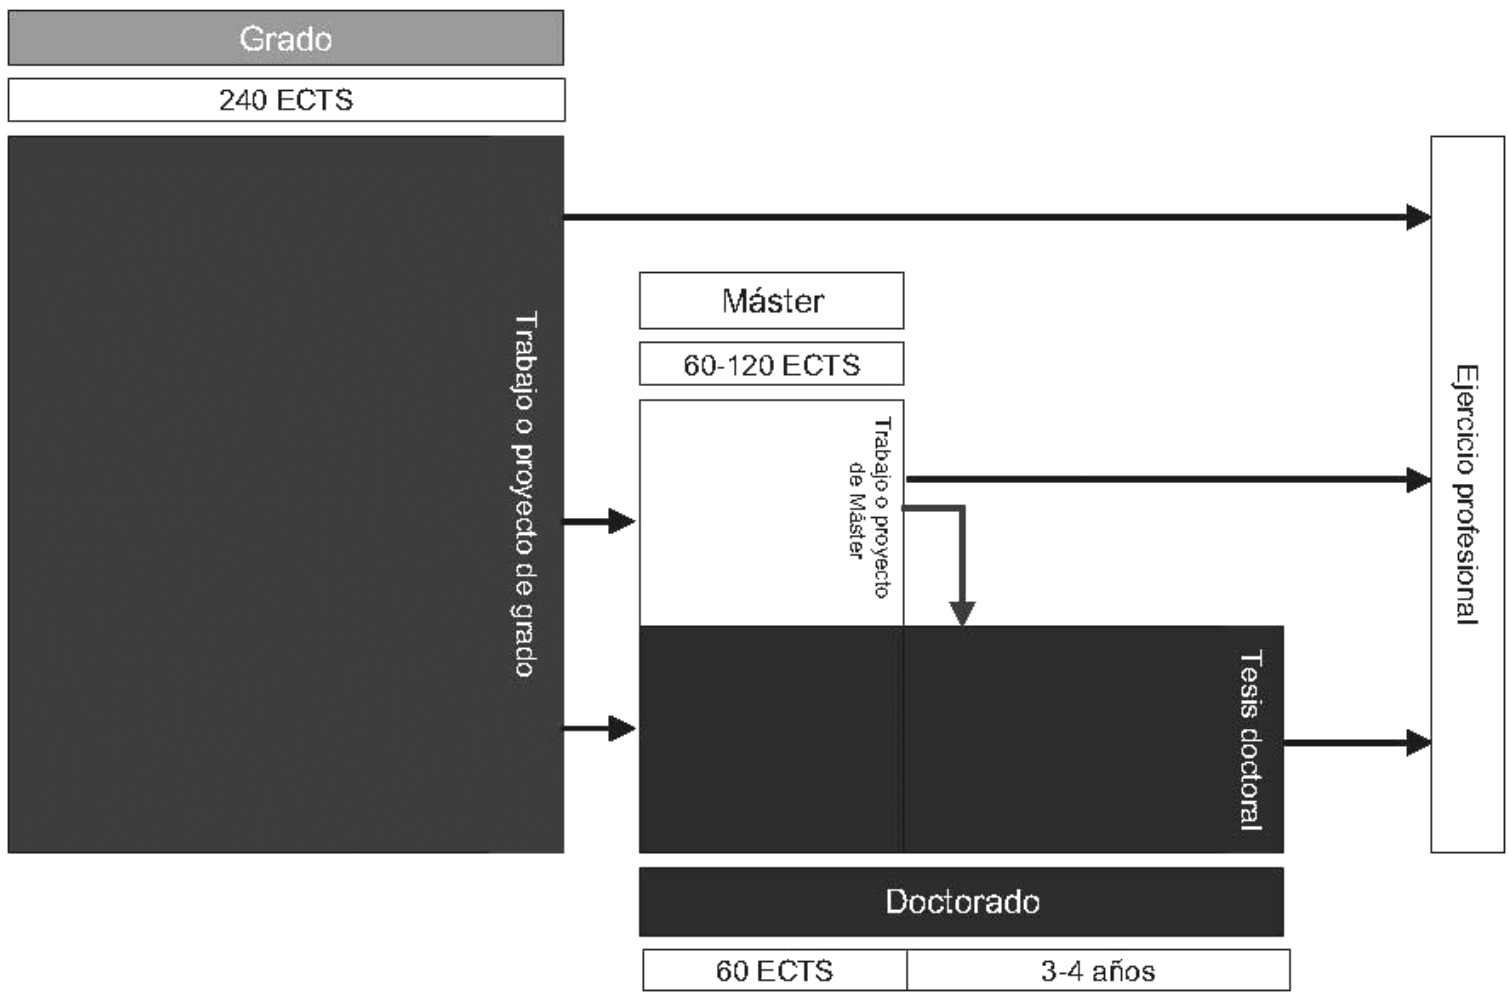 Grado
240 ECTS
Trabajo o proyecto de grado
Máster
60-120 ECTS
Trabajo o proyecto
de Máster
Ejercicio profesional
Tesis doctoral
Doctorado
60 ECTS
3-4 años